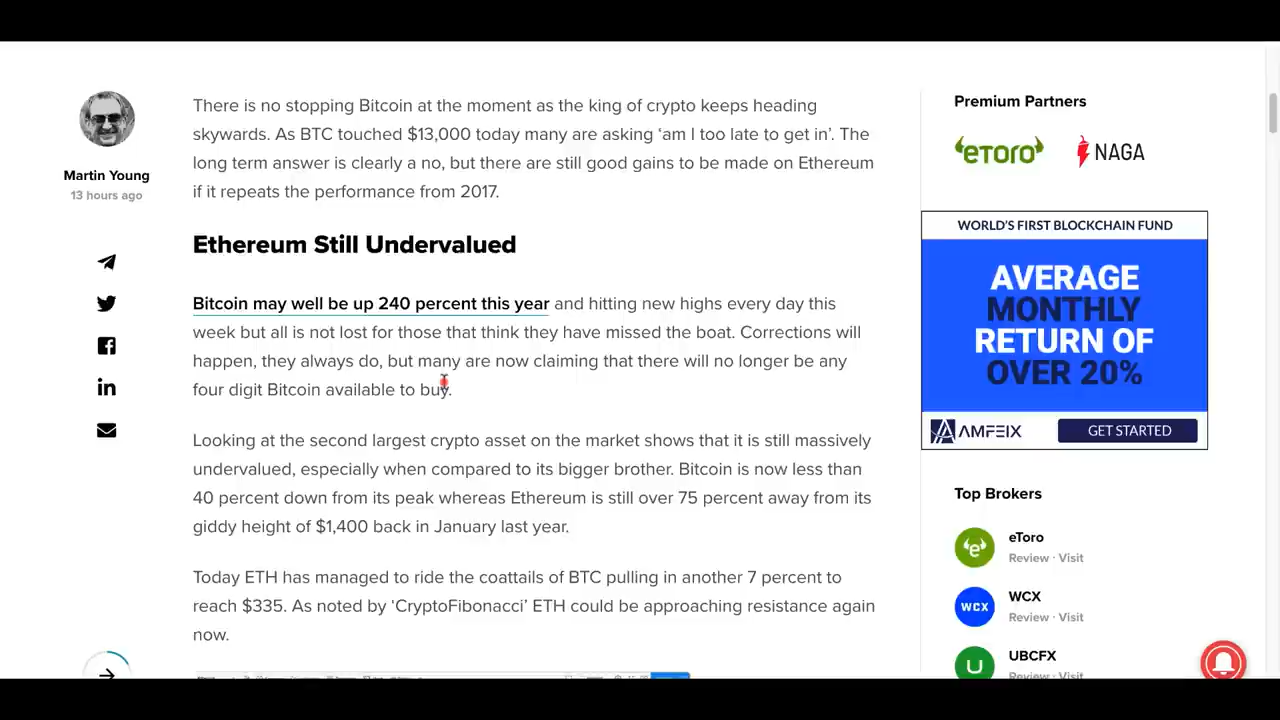 There is no stopping Bitcoin at the moment as the king of crypto keeps heading
skywards. As BTC touched $13,000 today many are asking ‘am I too late to get in’. The
long term answer is clearly a no, but there are still good gains to be made on Ethereum
if it repeats the performance from 2017.
Martin Young
13 hours ago
Ethereum Still Undervalued
Bitcoin may well be up 240 percent this year and hitting new highs every day this
week but all is not lost for those that think they have missed the boat. Corrections will
happen, they always do, but many are now claiming that there will no longer be any
four digit Bitcoin available to buy.
Looking at the second largest crypto asset on the market shows that it is still massively
undervalued, especially when compared to its bigger brother. Bitcoin is now less than
40 percent down from its peak whereas Ethereum is still over 75 percent away from its
giddy height of $1,400 back in January last year.
Today ETH has managed to ride the coattails of BTC pulling in another 7 percent to
reach $335. As noted by ‘CryptoFibonacci’ ETH could be approaching resistance again
now.
Premium Partners
eToro
NAGA
WORLD'S FIRST BLOCKCHAIN FUND
AVERAGE
MONTHLY
RETURN OF
OVER 20%
AMFEIX
GET STARTED
Top Brokers
eToro
Review · Visit
WCX
WCX
Review · Visit
UBCFX
Review · Visit